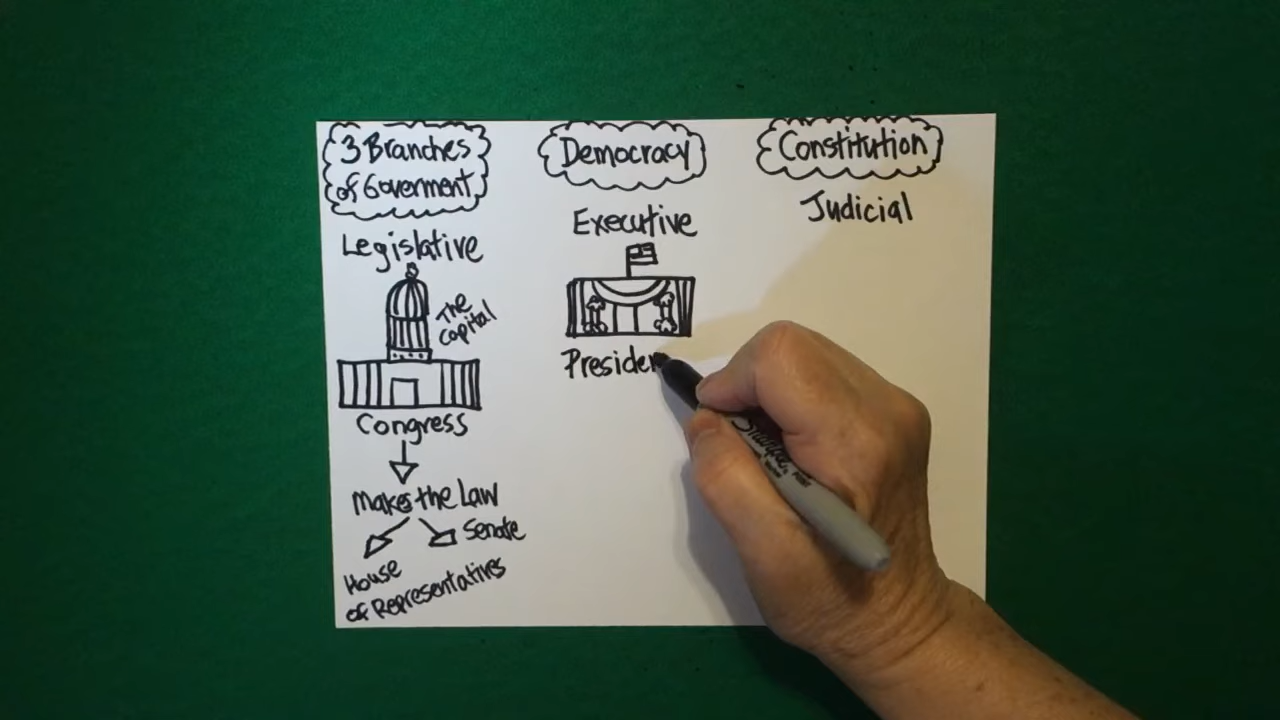 3 Branches
of Goverment
Legislative
The
Capital
Congress
Makes the Law
Senate
House
of Representatives
Democracy
Executive
Presiden
Constitution
Judicial
Sharpie